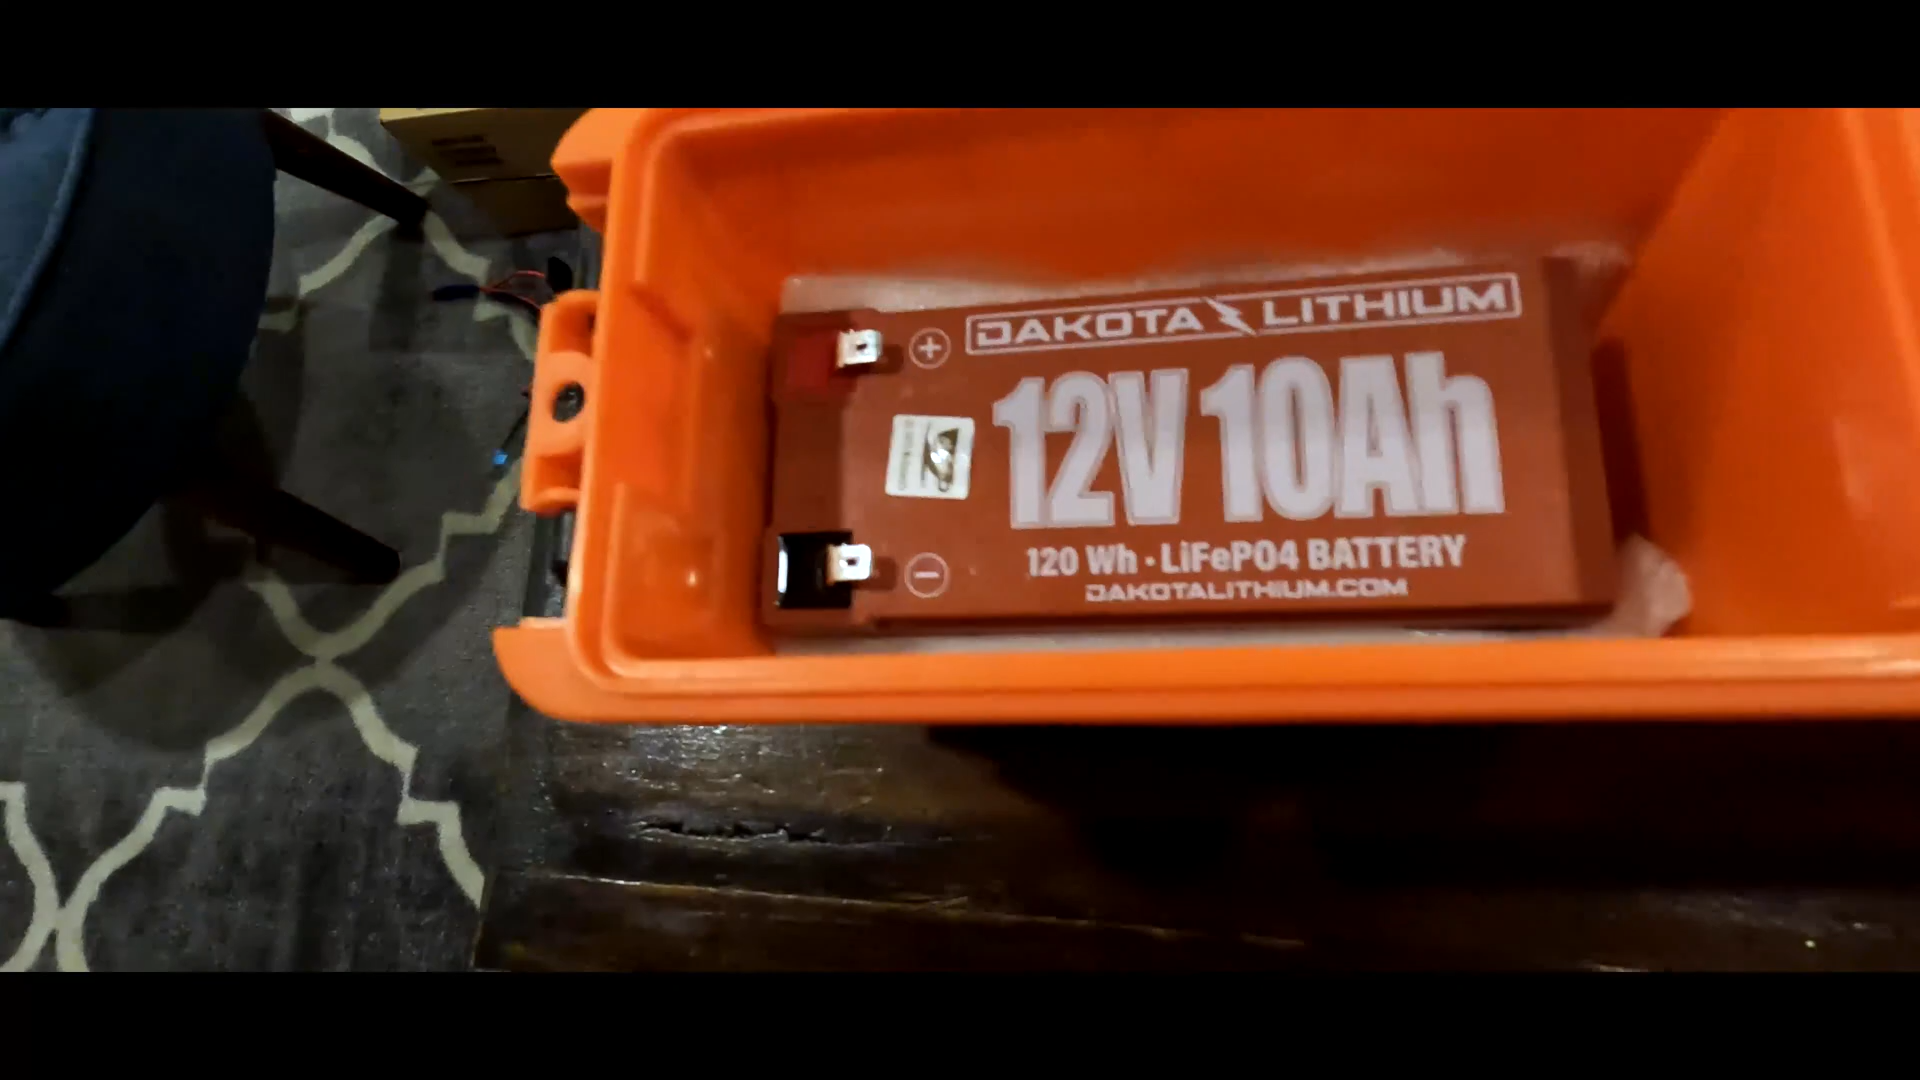 DAKOTA LITHIUM
+
12V 10Ah
120 Wh · LiFePO4 BATTERY
DAKOTALITHIUM.COM
−